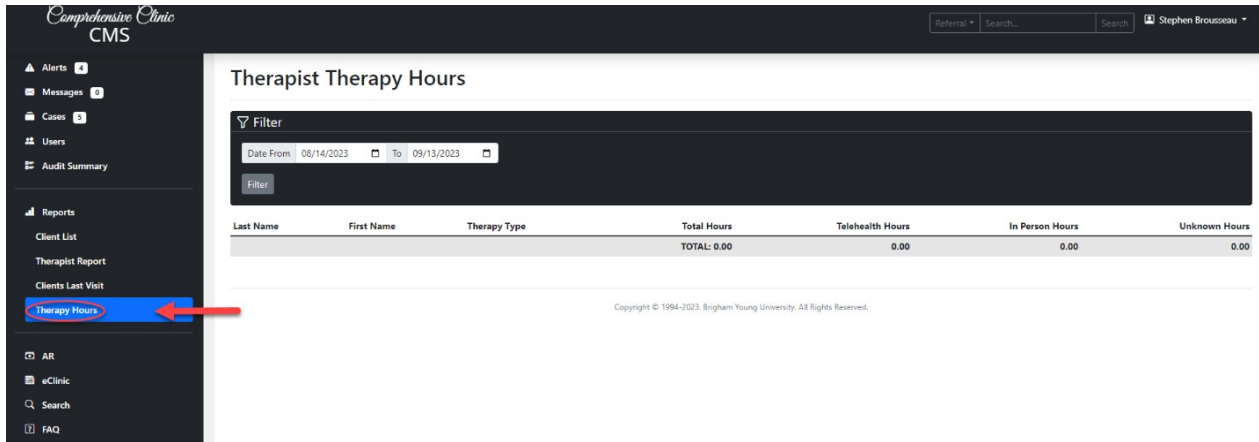 Comprehensive Clinic
CMS
Referral Search... Search Stephen Brousseau
Alerts 4
Messages 0
Cases 5
Users
Audit Summary
Reports
Client List
Therapist Report
Clients Last Visit
Therapy Hours
AR
eClinic
Search
FAQ
Therapist Therapy Hours
Filter
Date From 08/14/2023 To 09/13/2023
Filter
Last Name First Name Therapy Type Total Hours Telehealth Hours In Person Hours Unknown Hours
TOTAL: 0.00 0.00 0.00 0.00
Copyright © 1994-2023. Brigham Young University. All Rights Reserved.